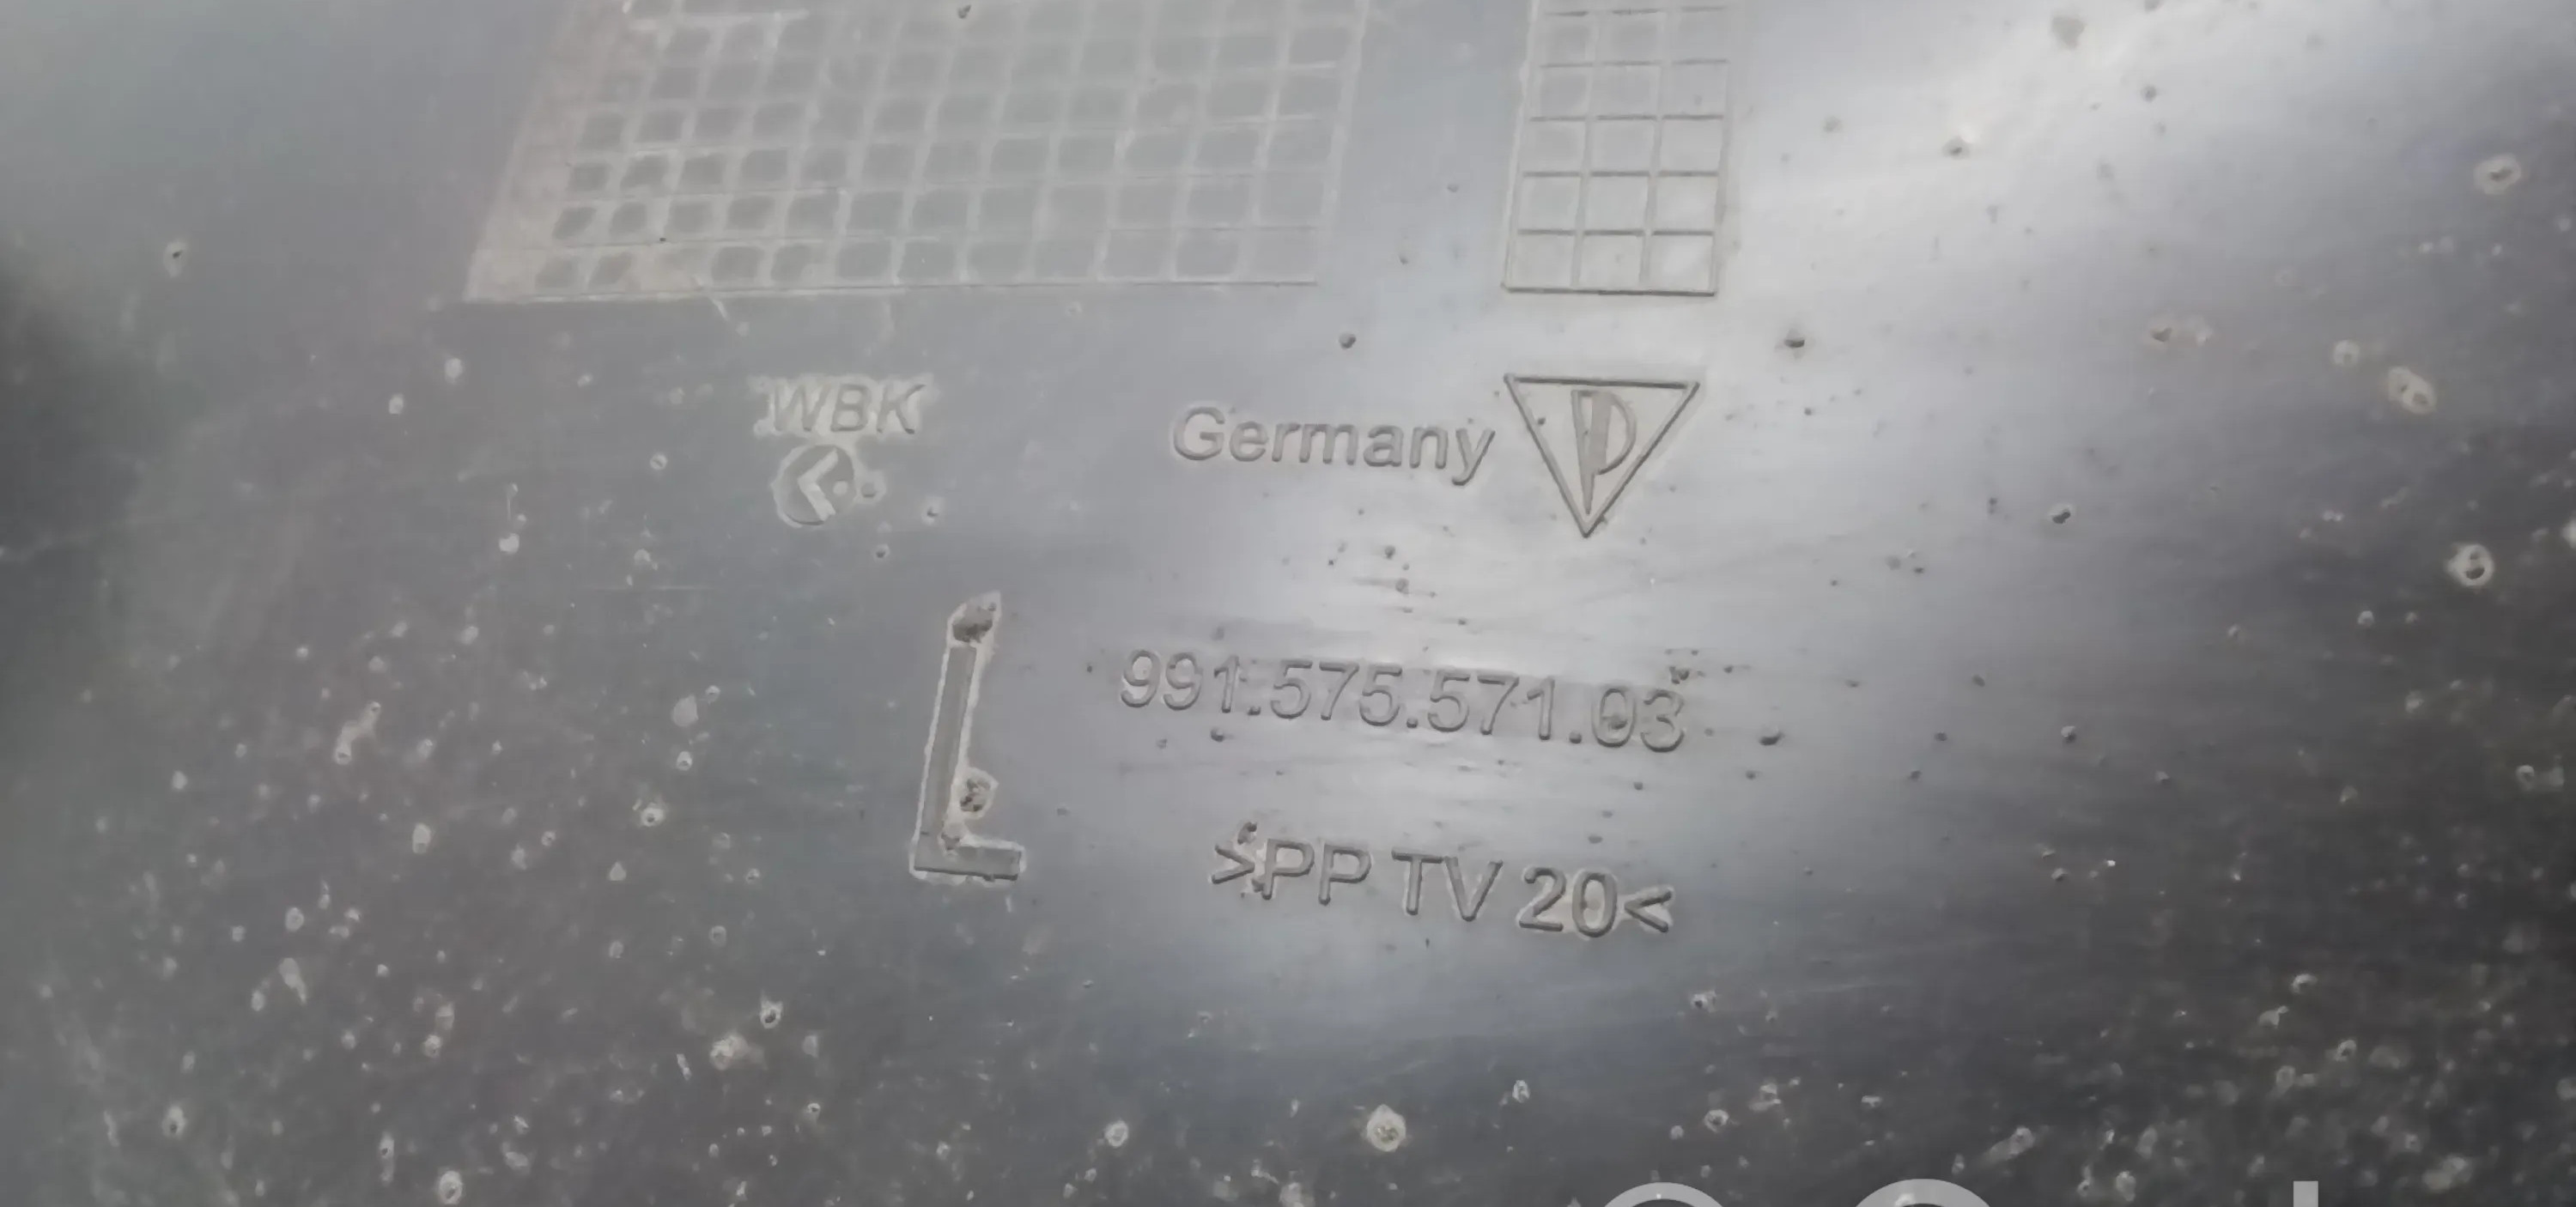 WBK
Germany
L
991.575.571.03
>PP TV 20<